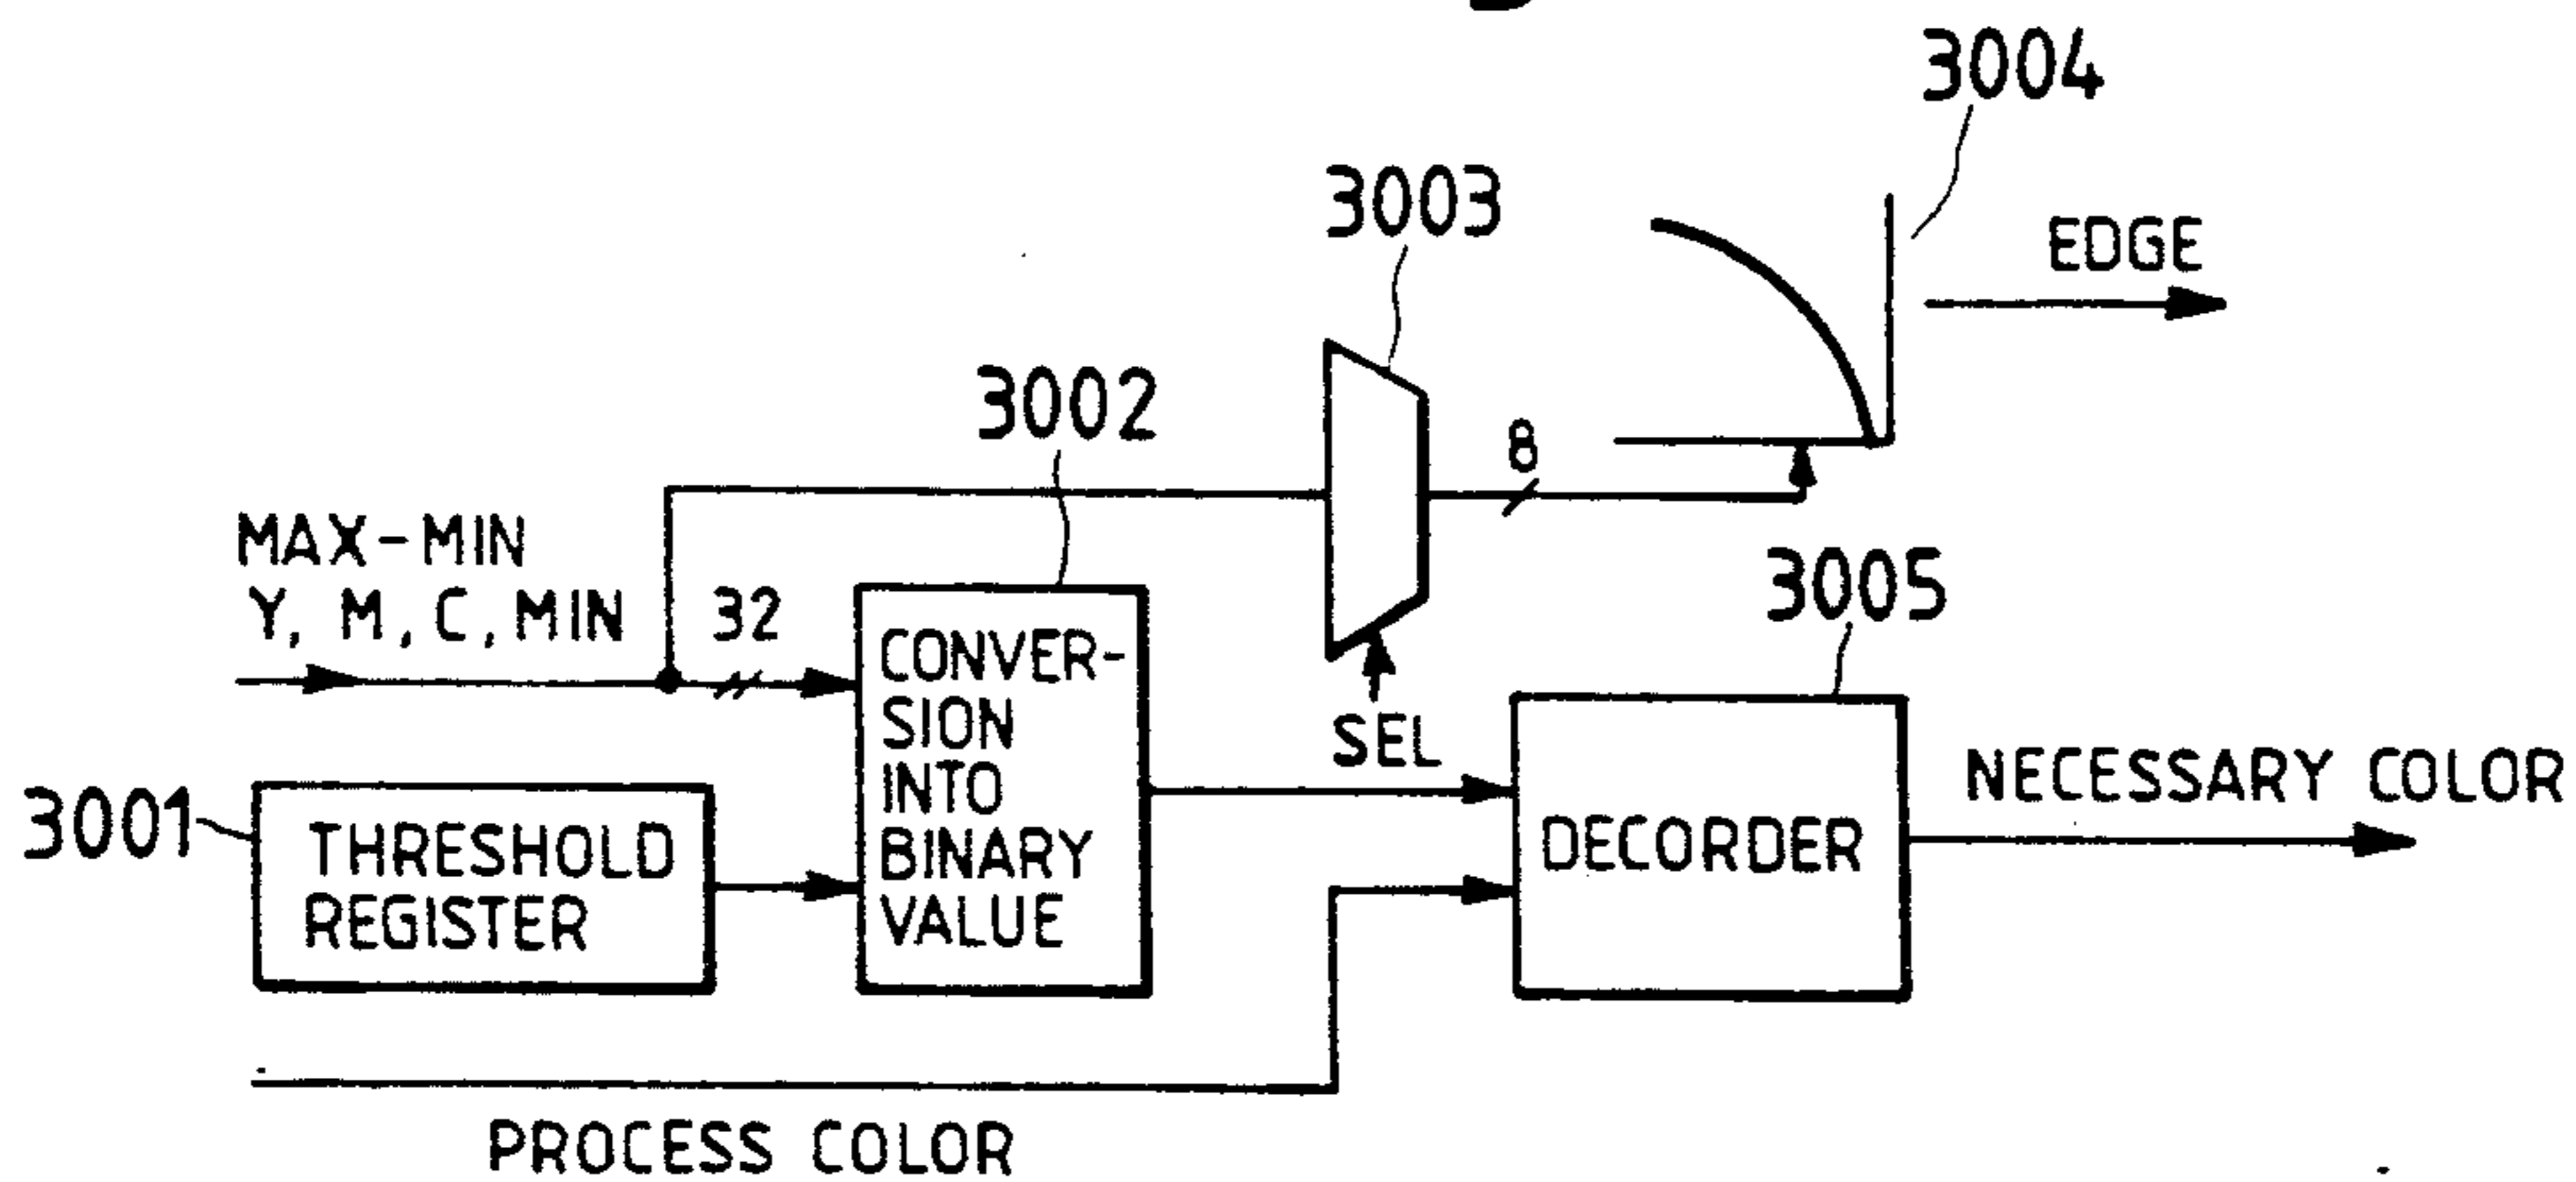 3004
3003
EDGE
3002
8
MAX-MIN
Y, M, C, MIN
32
3005
CONVER-
SION
INTO
BINARY
VALUE
SEL
NECESSARY COLOR
3001
THRESHOLD
REGISTER
DECORDER
PROCESS COLOR